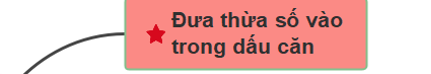 Đưa thừa số vào
trong dấu căn